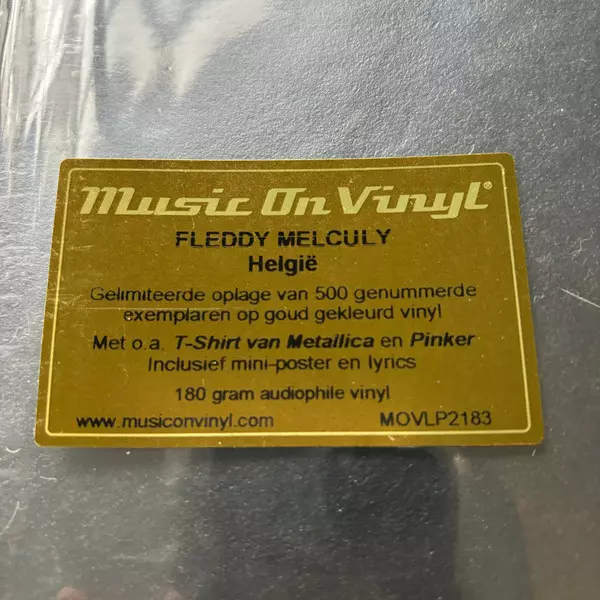 Music On Vinyl®
FLEDDY MELCULY
Helgië
Gelimiteerde oplage van 500 genummerde
exemplaren op goud gekleurd vinyl
Met o.a. T-Shirt van Metallica en Pinker
Inclusief mini-poster en lyrics
180 gram audiophile vinyl
www.musiconvinyl.com MOVLP2183